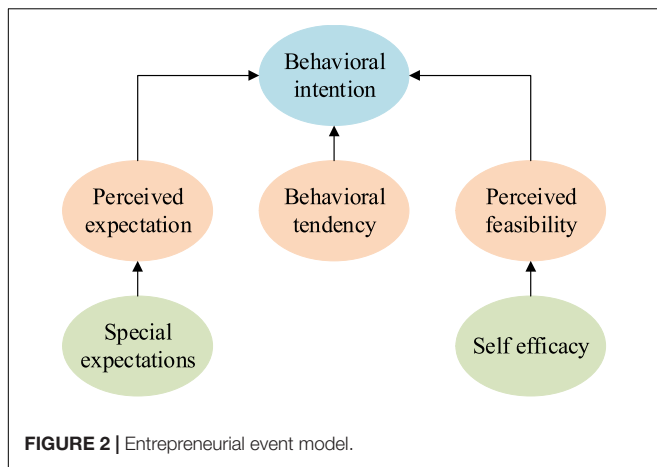 Behavioral
intention
Perceived
expectation
Behavioral
tendency
Perceived
feasibility
Special
expectations
Self efficacy
FIGURE 2 | Entrepreneurial event model.